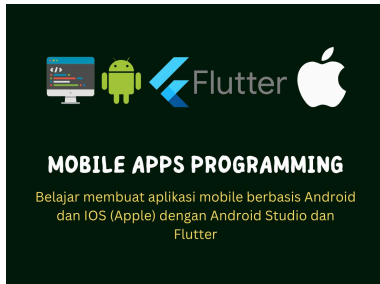 Flutter
MOBILE APPS PROGRAMMING
Belajar membuat aplikasi mobile berbasis Android
dan IOS (Apple) dengan Android Studio dan
Flutter